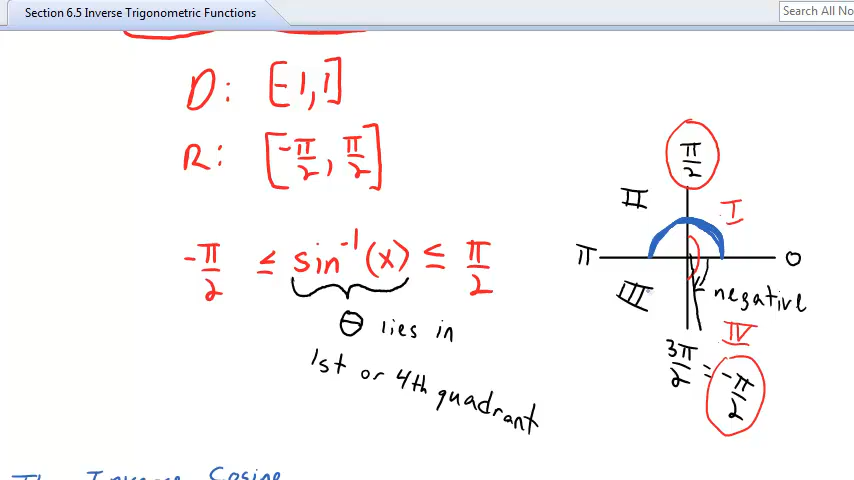 Section 6.5 Inverse Trigonometric Functions
Search All No
D: [-1, 1]
R: [-π/2, π/2]
-π/2 ≤ sin⁻¹(x) ≤ π/2
θ lies in
1st or 4th quadrant
π/2
II
I
π
0
III
negative
IV
3π/2 = -π/2
Inverse Cosine